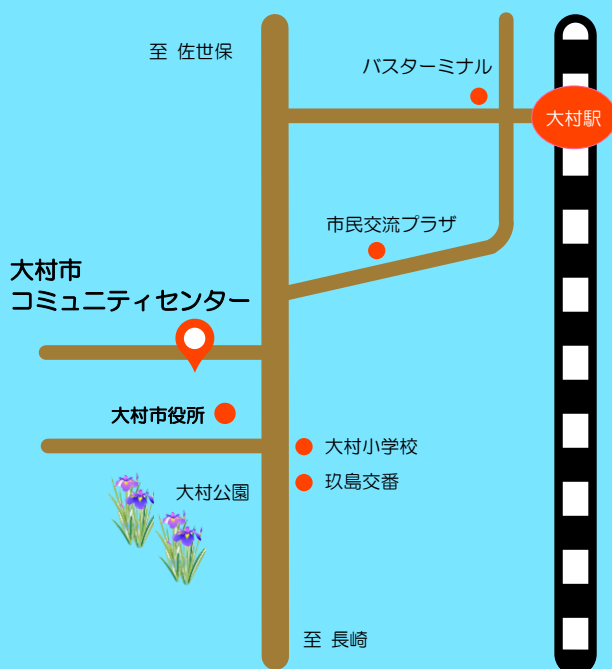 至 佐世保
バスターミナル
大村駅
市民交流プラザ
大村市
コミュニティセンター
大村市役所
大村小学校
玖島交番
大村公園
至 長崎